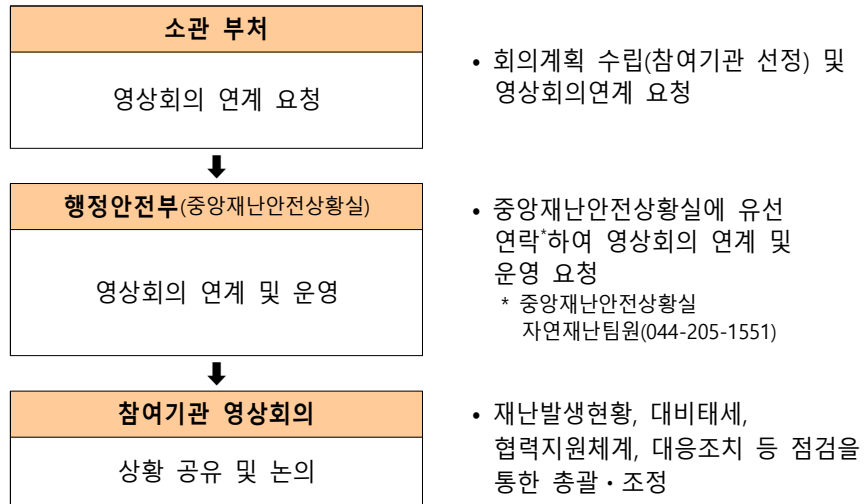 소관 부처
영상회의 연계 요청
• 회의계획 수립(참여기관 선정) 및
영상회의연계 요청
행정안전부(중앙재난안전상황실)
영상회의 연계 및 운영
• 중앙재난안전상황실에 유선
연락*하여 영상회의 연계 및
운영 요청
* 중앙재난안전상황실
자연재난팀원(044-205-1551)
참여기관 영상회의
상황 공유 및 논의
• 재난발생현황, 대비태세,
협력지원체계, 대응조치 등 점검을
통한 총괄・조정